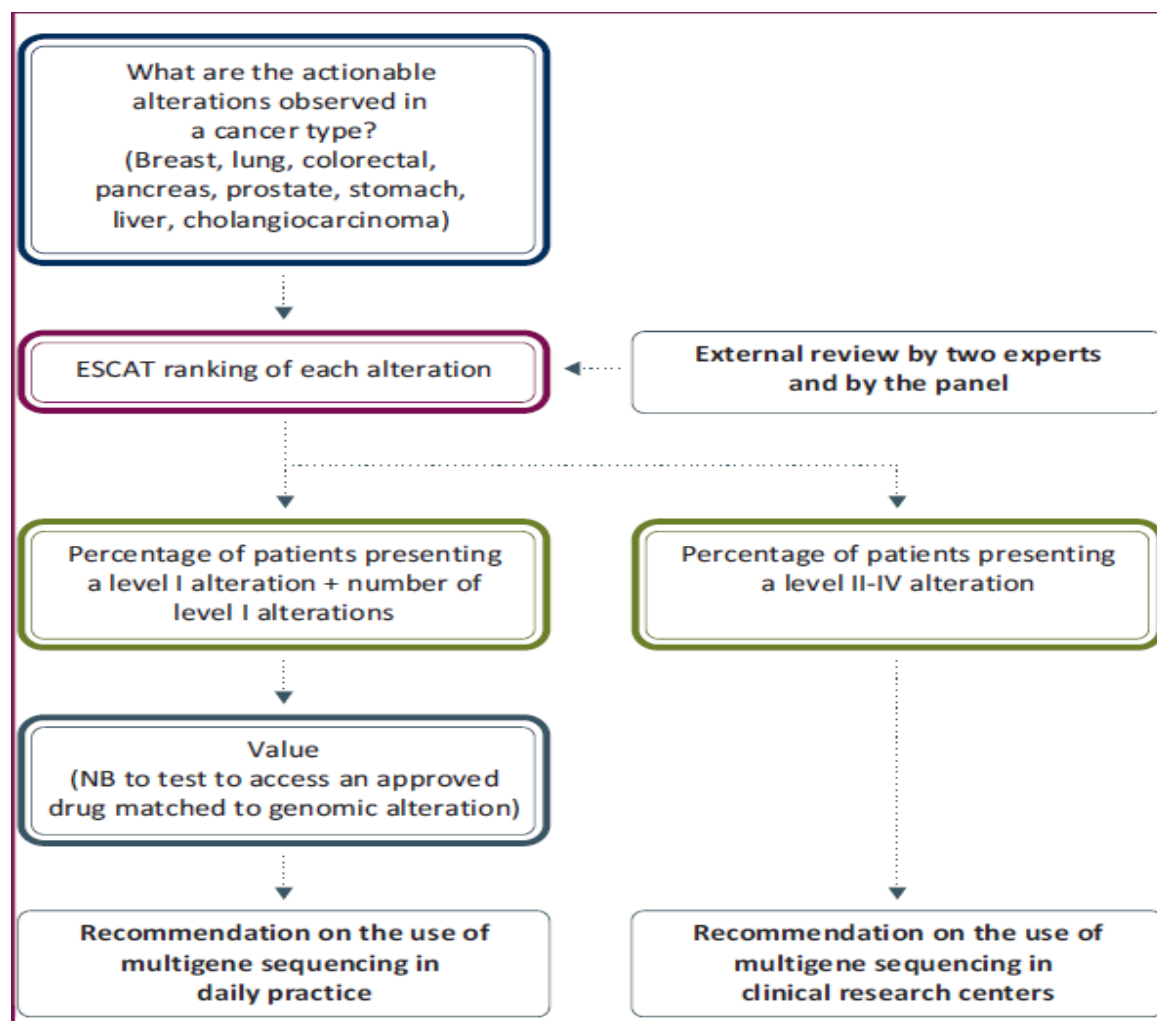 What are the actionable
alterations observed in
a cancer type?
(Breast, lung, colorectal,
pancreas, prostate, stomach,
liver, cholangiocarcinoma)
ESCAT ranking of each alteration
External review by two experts
and by the panel
Percentage of patients presenting
a level I alteration + number of
level I alterations
Percentage of patients presenting
a level II-IV alteration
Value
(NB to test to access an approved
drug matched to genomic alteration)
Recommendation on the use of
multigene sequencing in
daily practice
Recommendation on the use of
multigene sequencing in
clinical research centers